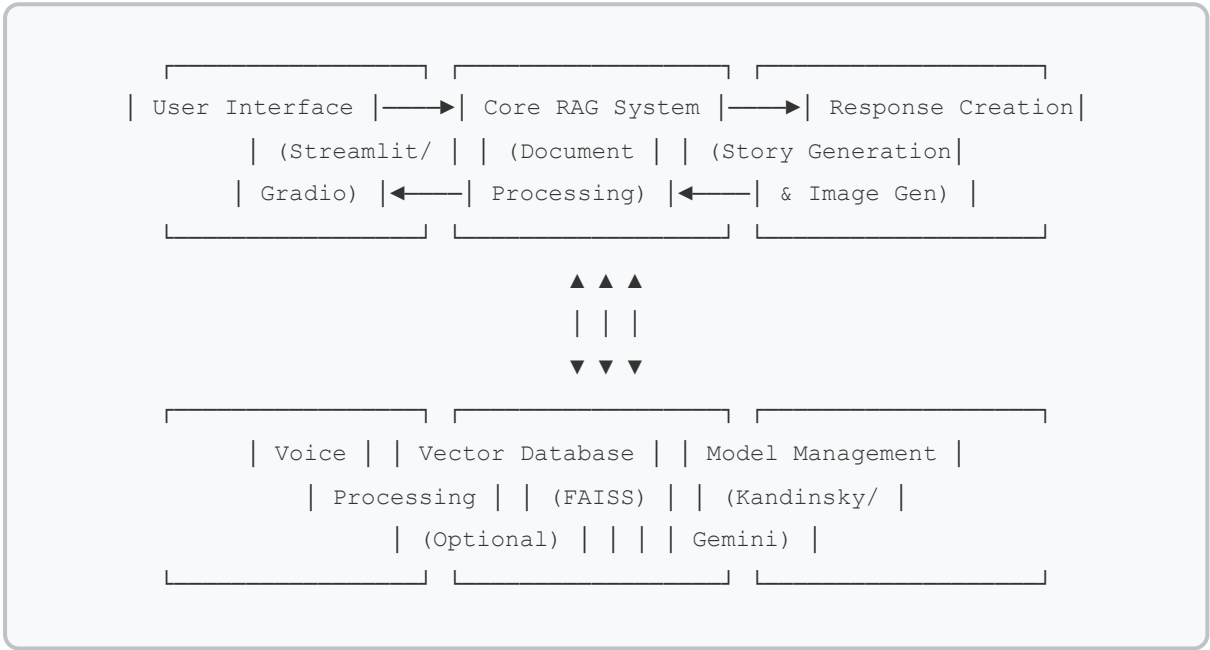 ┌──────────────────┐ ┌───────────────────┐ ┌────────────────────┐
│ User Interface │────►│ Core RAG System │────►│ Response Creation│
│ (Streamlit/ │ │ (Document │ │ (Story Generation│
│ Gradio) │◄────│ Processing) │◄────│ & Image Gen) │
└──────────────────┘ └───────────────────┘ └────────────────────┘
▲ ▲ ▲
│ │ │
▼ ▼ ▼
┌──────────────────┐ ┌───────────────────┐ ┌────────────────────┐
│ Voice │ │ Vector Database │ │ Model Management │
│ Processing │ │ (FAISS) │ │ (Kandinsky/ │
│ (Optional) │ │ │ │ Gemini) │
└──────────────────┘ └───────────────────┘ └────────────────────┘